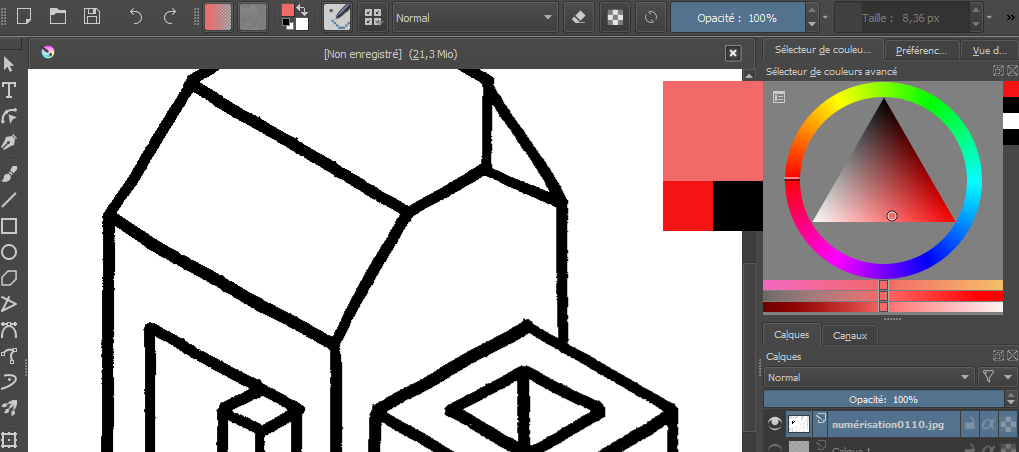 Normal
Opacité : 100%
Taille : 8,36 px
»
[Non enregistré] (21,3 Mio)
Sélecteur de couleu...
Préférenc...
Vue d...
Sélecteur de couleurs avancé
Calques
Canaux
Calques
Normal
Opacité: 100%
numérisation0110.jpg
Calque 1